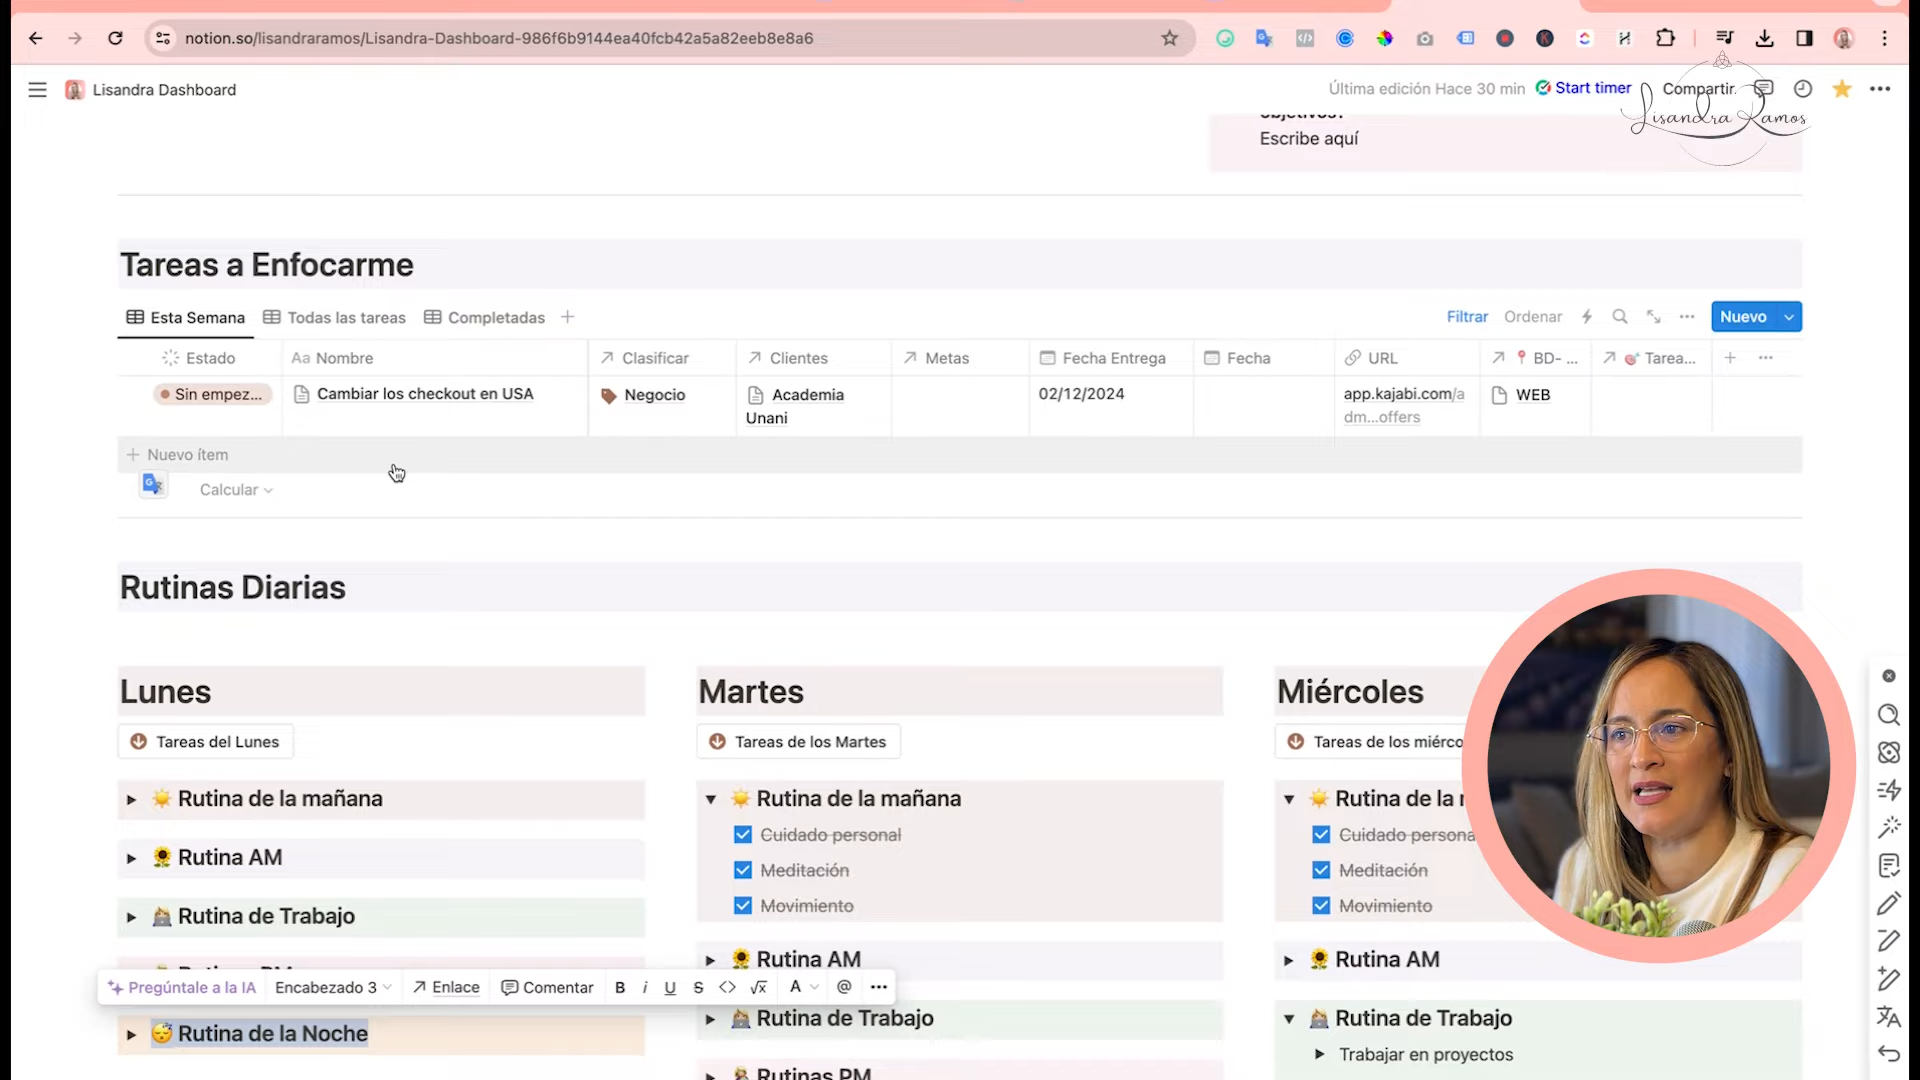 notion.so/lisandraramos/Lisandra-Dashboard-986f6b9144ea40fcb42a5a82eeb8e8a6
Lisandra Dashboard
Última edición Hace 30 min
Start timer
Compartir
Lisandra Ramos
objetivos?
Escribe aquí
Tareas a Enfocarme
Esta Semana
Todas las tareas
Completadas
Filtrar
Ordenar
Nuevo
Estado
Aa Nombre
Clasificar
Clientes
Metas
Fecha Entrega
Fecha
URL
BD- ...
Tarea...
Sin empez...
Cambiar los checkout en USA
Negocio
Academia
Unani
02/12/2024
app.kajabi.com/a
dm...offers
WEB
Nuevo ítem
Calcular
Rutinas Diarias
Lunes
Tareas del Lunes
Rutina de la mañana
Rutina AM
Rutina de Trabajo
Pregúntale a la IA
Encabezado 3
Enlace
Comentar
B
i
U
S
<>
√x
A
@
Rutina de la Noche
Martes
Tareas de los Martes
Rutina de la mañana
Cuidado personal
Meditación
Movimiento
Rutina AM
Rutina de Trabajo
Rutinas PM
Miércoles
Tareas de los miérco
Rutina de la
Cuidado persona
Meditación
Movimiento
Rutina AM
Rutina de Trabajo
Trabajar en proyectos